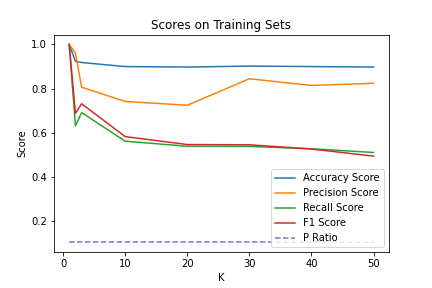 Scores on Training Sets
1.0
0.8
0.6
0.4
0.2
Score
0
10
20
30
40
50
K
Accuracy Score
Precision Score
Recall Score
F1 Score
P Ratio